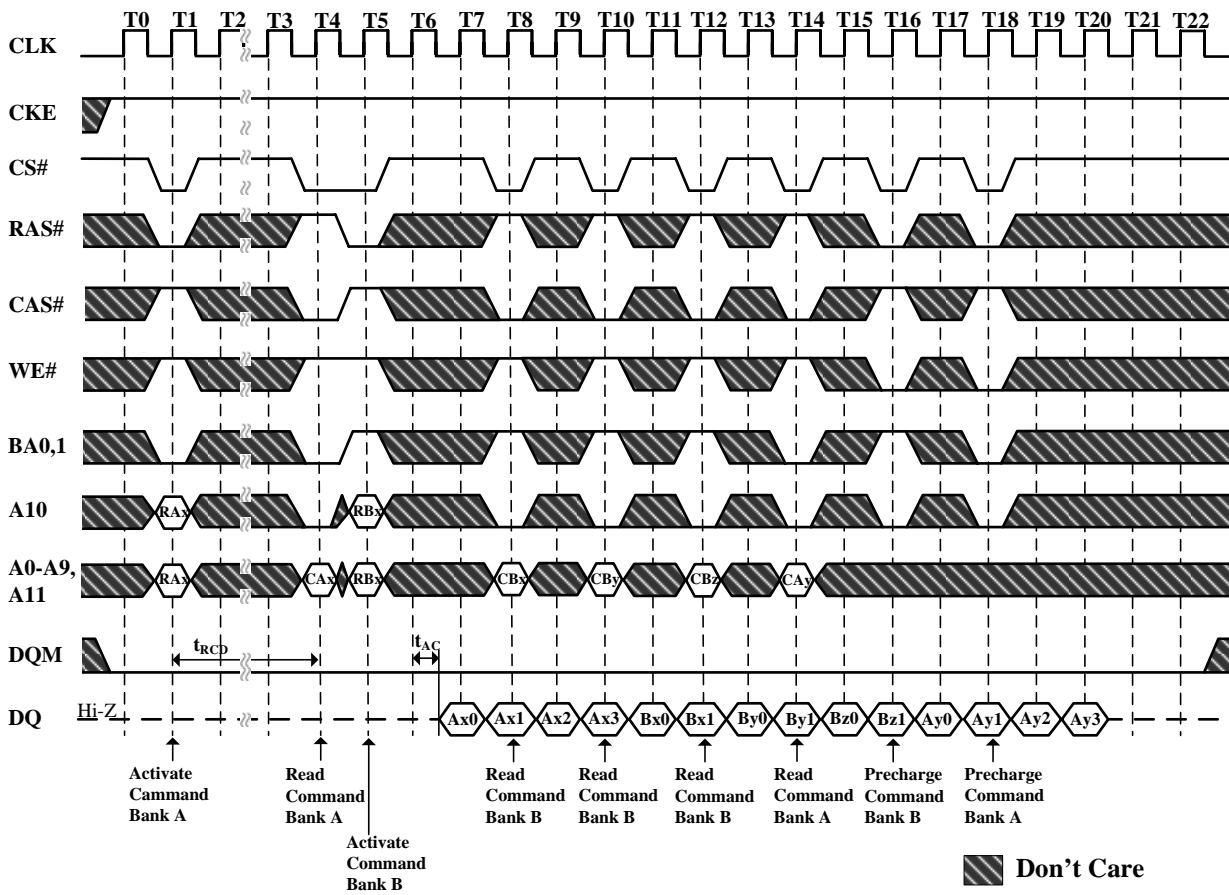 T0 T1 T2 T3 T4 T5 T6 T7 T8 T9 T10 T11 T12 T13 T14 T15 T16 T17 T18 T19 T20 T21 T22
CLK
CKE
CS#
RAS#
CAS#
WE#
BA0,1
A10 RAx RBx
A0-A9, A11 RAx CAx RBx CBx CBy CBz CAy
DQM tRCD tAC
DQ Hi-Z Ax0 Ax1 Ax2 Ax3 Bx0 Bx1 By0 By1 Bz0 Bz1 Ay0 Ay1 Ay2 Ay3
Activate Cammand Bank A
Read Command Bank A
Activate Command Bank B
Read Command Bank B
Read Command Bank B
Read Command Bank B
Read Command Bank A
Precharge Command Bank B
Precharge Command Bank A
Don't Care